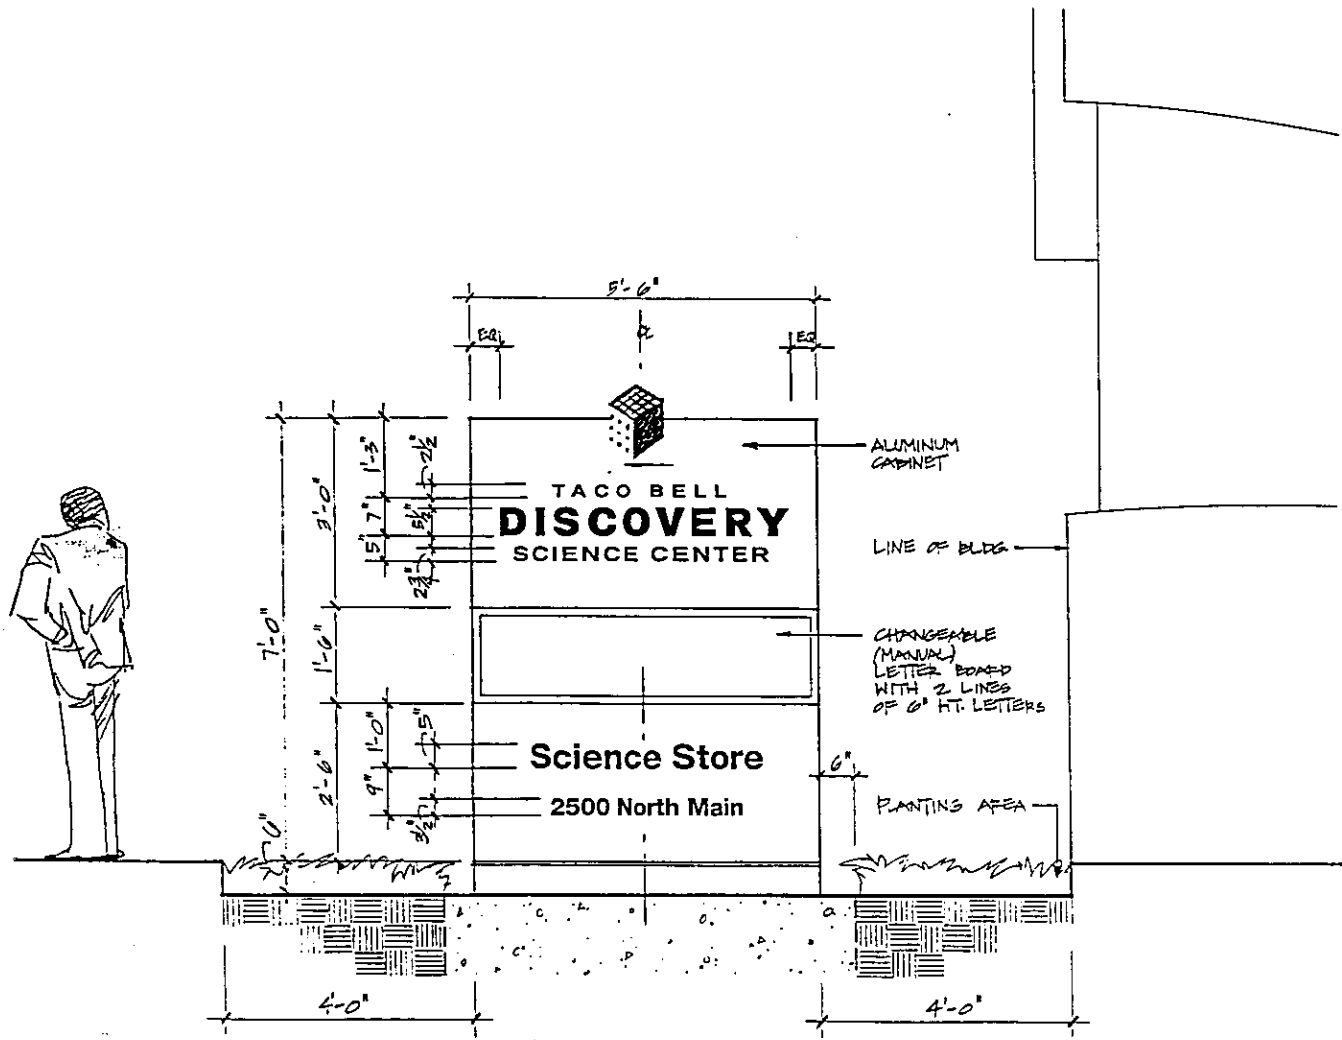 5'-6"
EQ
℄
EQ
7'-0"
3'-0"
1'-3"
2½"
7"
5½"
5"
2¾"
1'-6"
2'-6"
1'-0"
5"
9"
3½"
6"
TACO BELL
DISCOVERY
SCIENCE CENTER
Science Store
2500 North Main
ALUMINUM
CABINET
LINE OF BLDG
CHANGEABLE
(MANUAL)
LETTER BOARD
WITH 2 LINES
OF 6" HT. LETTERS
6"
PLANTING AREA
4'-0"
4'-0"